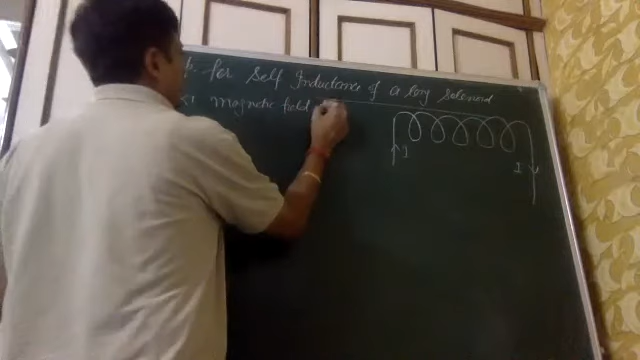 for Self Inductance of a long Solenoid
Magnetic field
I
I